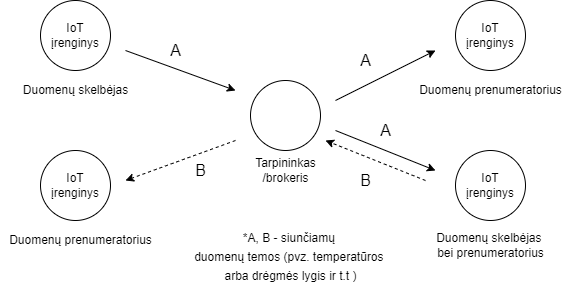 IoT
įrenginys
Duomenų skelbėjas
A
A
IoT
įrenginys
Duomenų prenumeratorius
Tarpininkas
/brokeris
IoT
įrenginys
Duomenų prenumeratorius
B
A
B
IoT
įrenginys
Duomenų skelbėjas
bei prenumeratorius
*A, B - siunčiamų
duomenų temos (pvz. temperatūros
arba drėgmės lygis ir t.t )